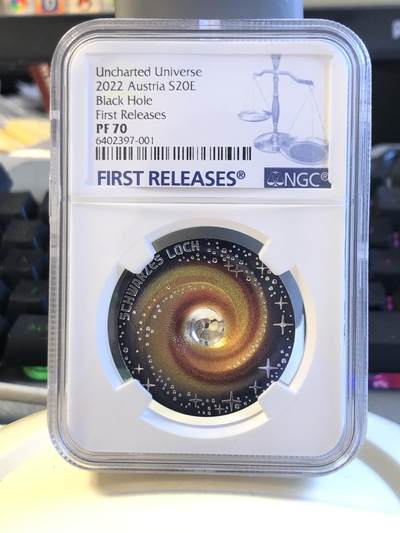 Uncharted Universe
2022 Austria S20E
Black Hole
First Releases
PF 70
6402397-001
FIRST RELEASES®
NGC®
SCHWARZES LOCH